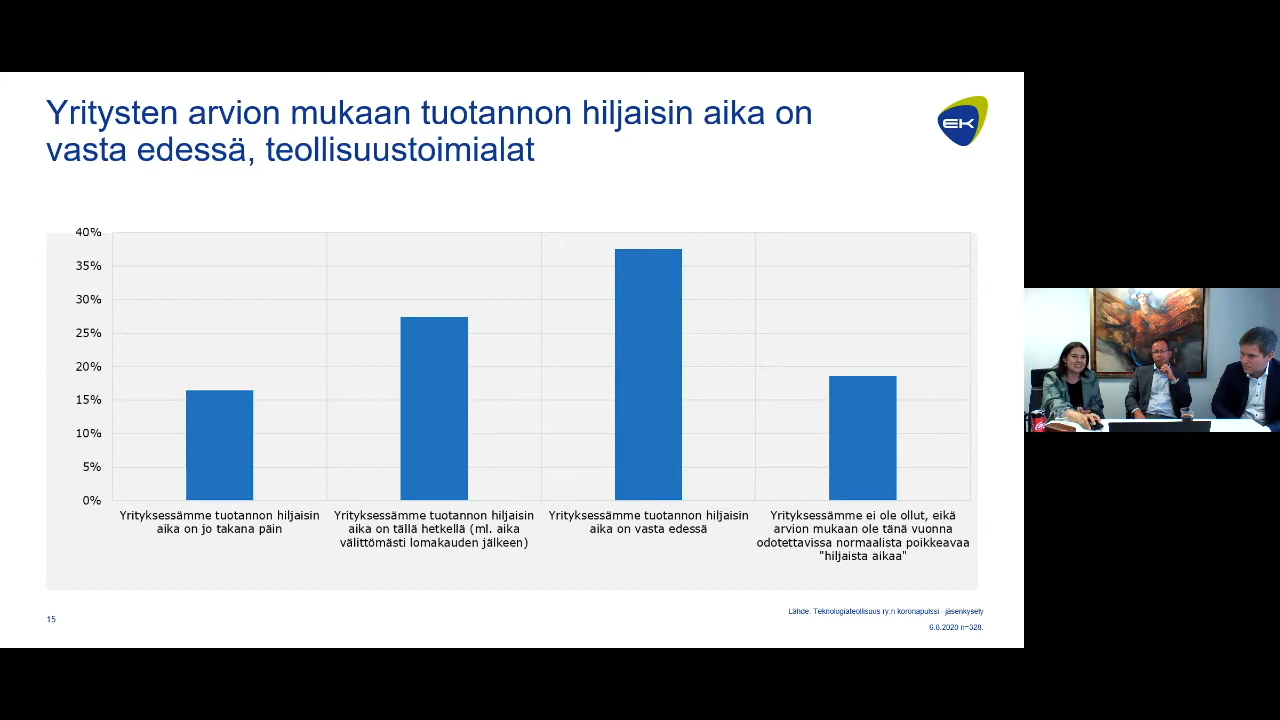 Yritysten arvion mukaan tuotannon hiljaisin aika on
vasta edessä, teollisuustoimialat
EK
40%
35%
30%
25%
20%
15%
10%
5%
0%
Yrityksessämme tuotannon hiljaisin
aika on jo takana päin
Yrityksessämme tuotannon hiljaisin
aika on tällä hetkellä (ml. aika
välittömästi lomakauden jälkeen)
Yrityksessämme tuotannon hiljaisin
aika on vasta edessä
Yrityksessämme ei ole ollut, eikä
arvion mukaan ole tänä vuonna
odotettavissa normaalista poikkeavaa
"hiljaista aikaa"
Lähde: Teknologiateollisuus ry:n koronapulssi -jäsenkysely
6.8.2020 n=328.
15